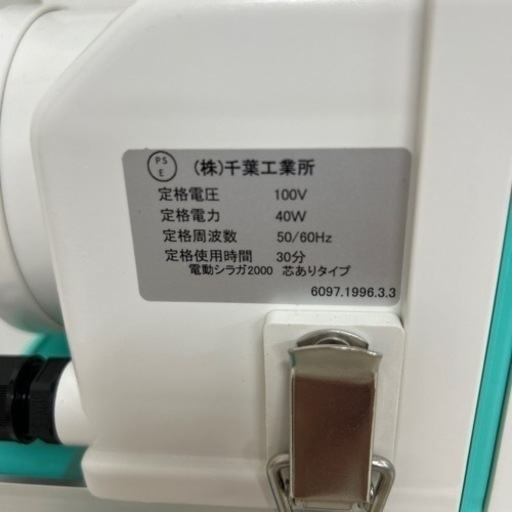 PS
E
(株)千葉工業所
定格電圧 100V
定格電力 40W
定格周波数 50/60Hz
定格使用時間 30分
電動シラガ2000 芯ありタイプ
6097.1996.3.3